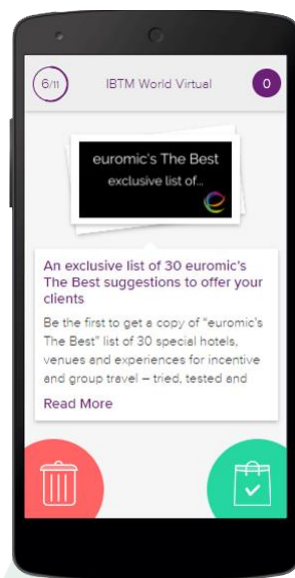 6/11 IBTM World Virtual 0
euromic's The Best
exclusive list of...
An exclusive list of 30 euromic's
The Best suggestions to offer your
clients
Be the first to get a copy of “euromic's
The Best” list of 30 special hotels,
venues and experiences for incentive
and group travel – tried, tested and
Read More